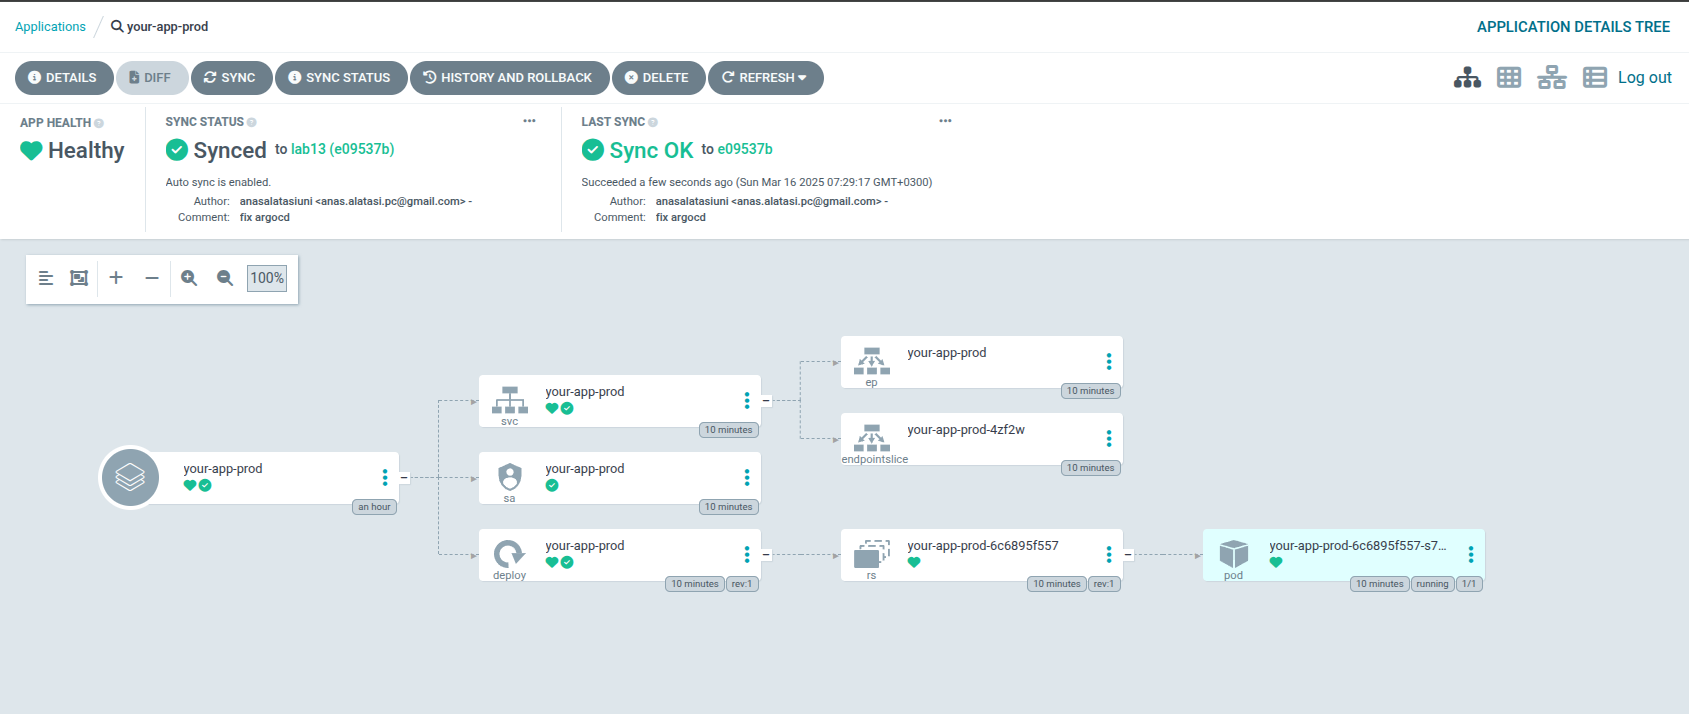 Applications / your-app-prod
APPLICATION DETAILS TREE
DETAILS
DIFF
SYNC
SYNC STATUS
HISTORY AND ROLLBACK
DELETE
REFRESH
Log out
APP HEALTH
Healthy
SYNC STATUS
Synced to lab13 (e09537b)
Auto sync is enabled.
Author: anasalatasiuni <anas.alatasi.pc@gmail.com> -
Comment: fix argocd
LAST SYNC
Sync OK to e09537b
Succeeded a few seconds ago (Sun Mar 16 2025 07:29:17 GMT+0300)
Author: anasalatasiuni <anas.alatasi.pc@gmail.com> -
Comment: fix argocd
100%
your-app-prod
an hour
svc
your-app-prod
10 minutes
sa
your-app-prod
10 minutes
deploy
your-app-prod
10 minutes rev:1
ep
your-app-prod
10 minutes
endpointslice
your-app-prod-4zf2w
10 minutes
rs
your-app-prod-6c6895f557
10 minutes rev:1
pod
your-app-prod-6c6895f557-s7...
10 minutes running 1/1